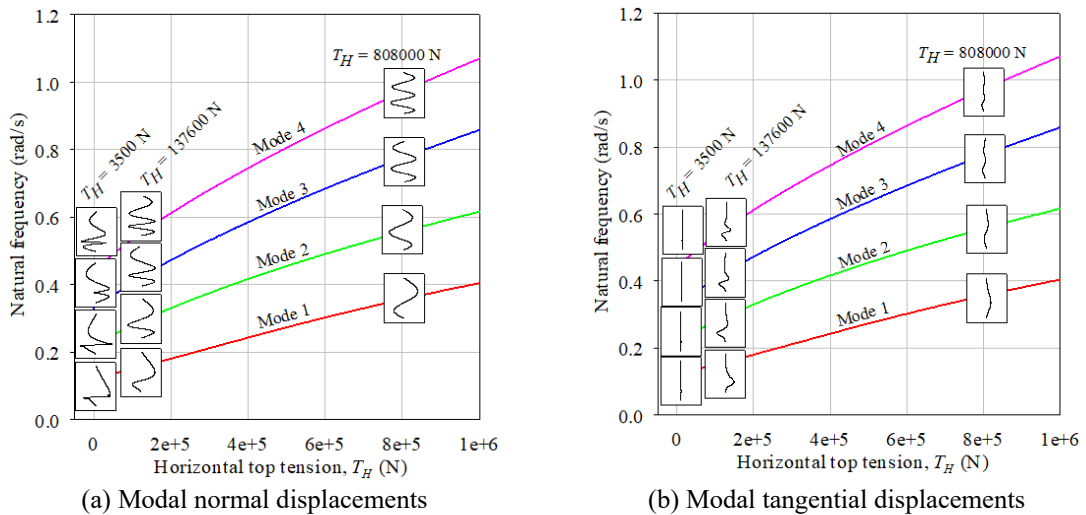 1.2
1.0
0.8
0.6
0.4
0.2
0.0
Natural frequency (rad/s)
T_H = 3500 N
T_H = 137600 N
T_H = 808000 N
Mode 4
Mode 3
Mode 2
Mode 1
0 2e+5 4e+5 6e+5 8e+5 1e+6
Horizontal top tension, T_H (N)
(a) Modal normal displacements
1.2
1.0
0.8
0.6
0.4
0.2
0.0
Natural frequency (rad/s)
T_H = 3500 N
T_H = 137600 N
T_H = 808000 N
Mode 4
Mode 3
Mode 2
Mode 1
0 2e+5 4e+5 6e+5 8e+5 1e+6
Horizontal top tension, T_H (N)
(b) Modal tangential displacements